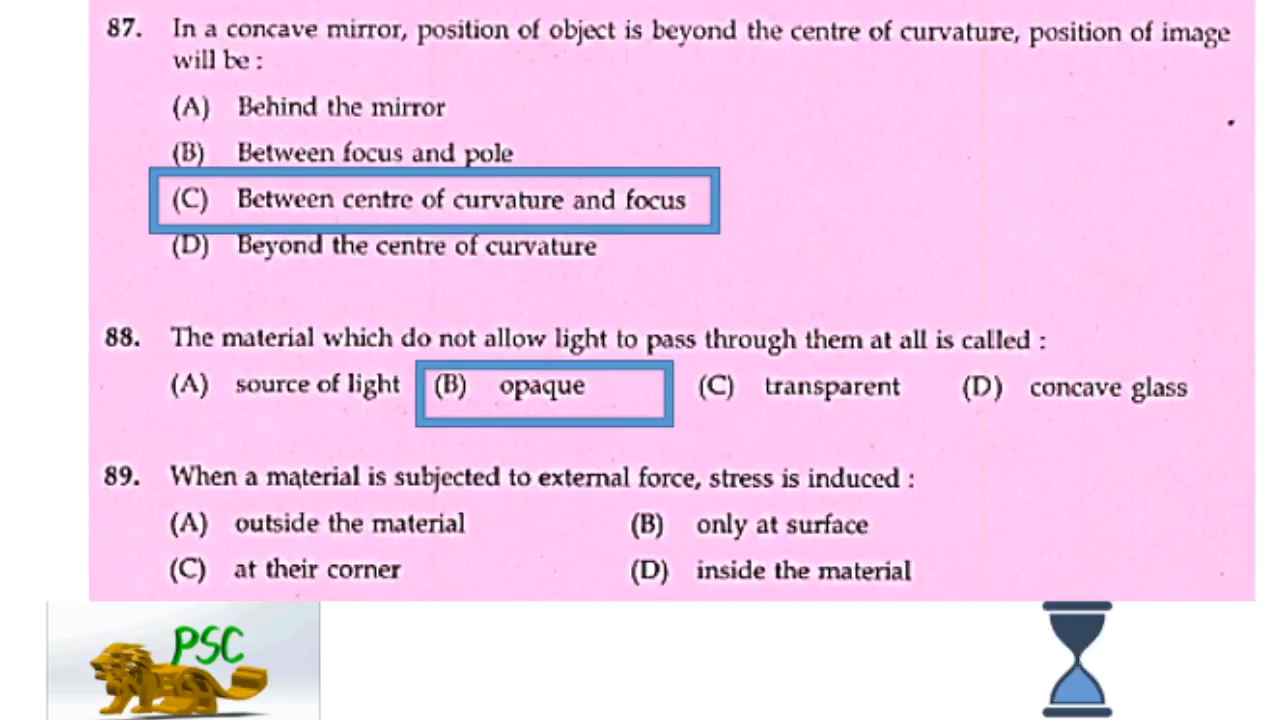 87. In a concave mirror, position of object is beyond the centre of curvature, position of image
will be :
(A) Behind the mirror
(B) Between focus and pole
(C) Between centre of curvature and focus
(D) Beyond the centre of curvature
88. The material which do not allow light to pass through them at all is called :
(A) source of light (B) opaque (C) transparent (D) concave glass
89. When a material is subjected to external force, stress is induced :
(A) outside the material (B) only at surface
(C) at their corner (D) inside the material
PSC